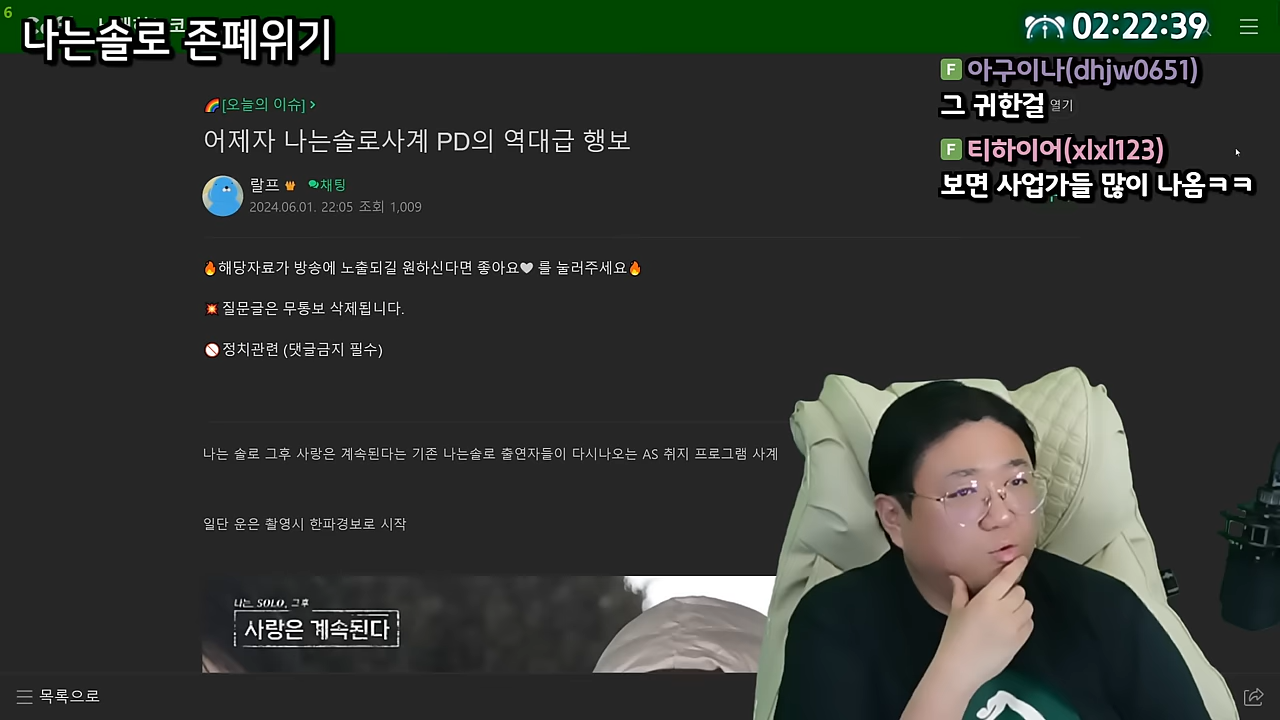 6
나는솔로 존폐위기
02:22:39
F 아구이나(dhjw0651)
그 귀한걸
열기
F 티하이어(xlxl123)
보면 사업가들 많이 나옴ㅋㅋ
🌈[오늘의 이슈] >
어제자 나는솔로사계 PD의 역대급 행보
랄프 채팅
2024.06.01. 22:05 조회 1,009
🔥해당자료가 방송에 노출되길 원하신다면 좋아요🤍 를 눌러주세요🔥
💥질문글은 무통보 삭제됩니다.
🚫정치관련 (댓글금지 필수)
나는 솔로 그후 사랑은 계속된다는 기존 나는솔로 출연자들이 다시나오는 AS 취지 프로그램 사계
일단 운은 촬영시 한파경보로 시작
나는 SOLO, 그 후
사랑은 계속된다
목록으로